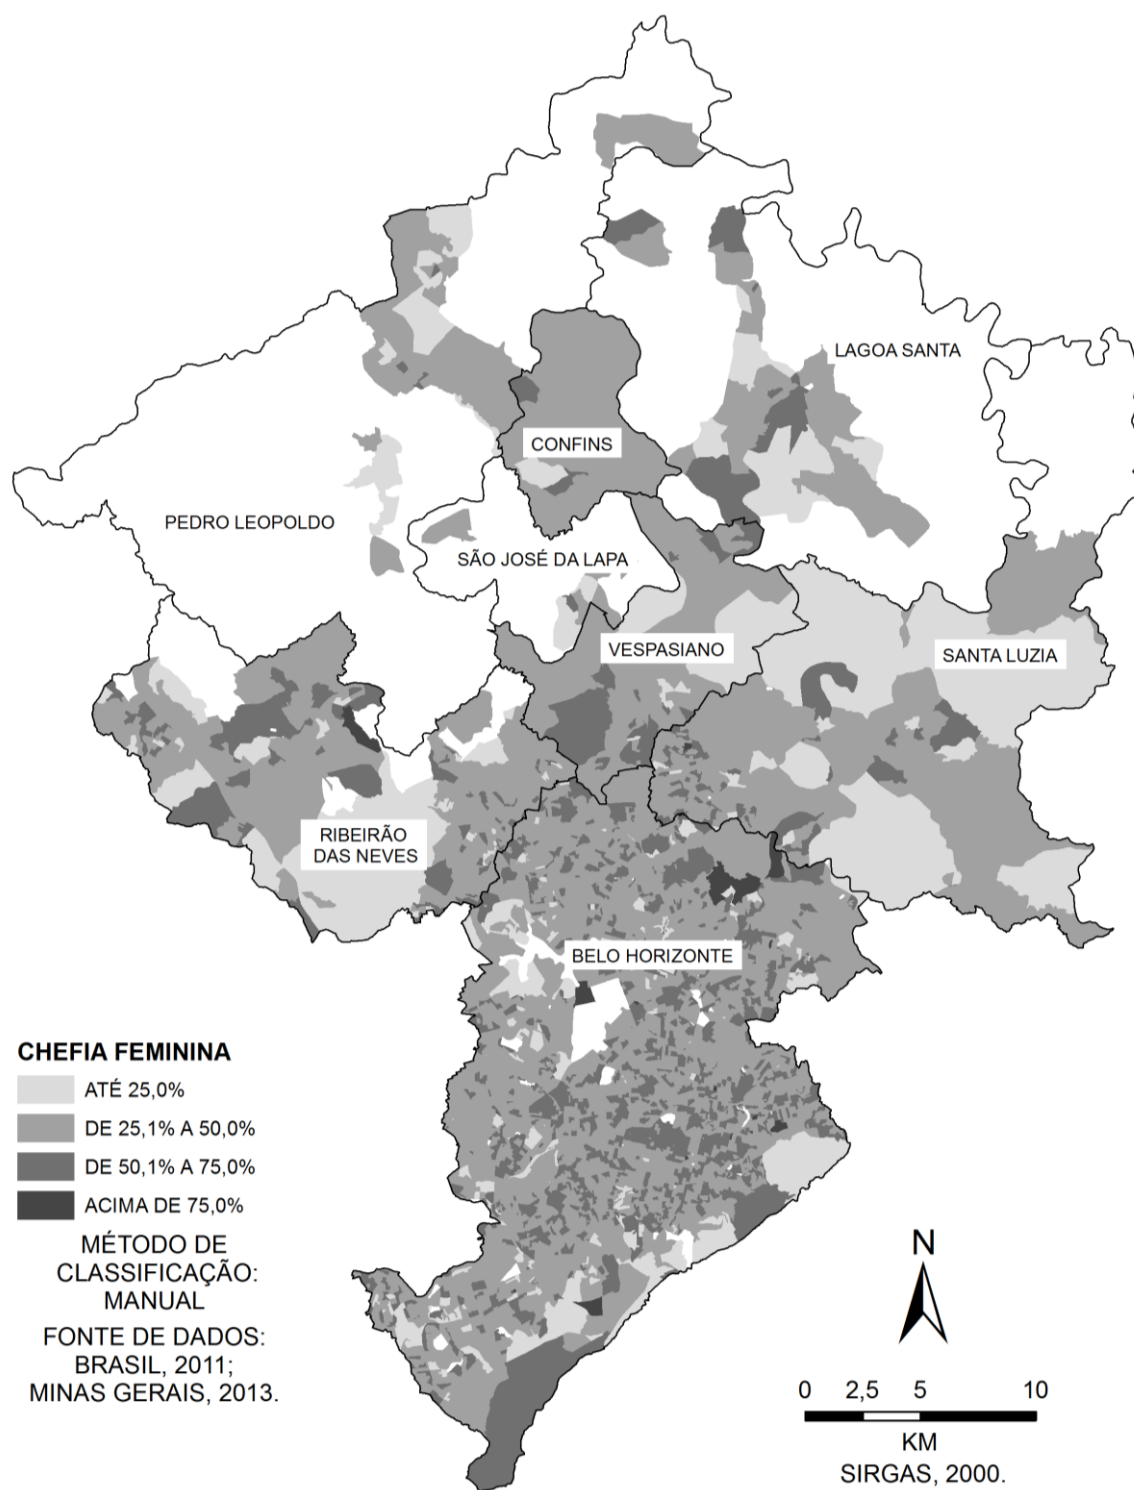 LAGOA SANTA
CONFINS
PEDRO LEOPOLDO
SÃO JOSÉ DA LAPA
VESPASIANO
SANTA LUZIA
RIBEIRÃO
DAS NEVES
BELO HORIZONTE
CHEFIA FEMININA
ATÉ 25,0%
DE 25,1% A 50,0%
DE 50,1% A 75,0%
ACIMA DE 75,0%
MÉTODO DE
CLASSIFICAÇÃO:
MANUAL
FONTE DE DADOS:
BRASIL, 2011;
MINAS GERAIS, 2013.
N
0 2,5 5 10
KM
SIRGAS, 2000.